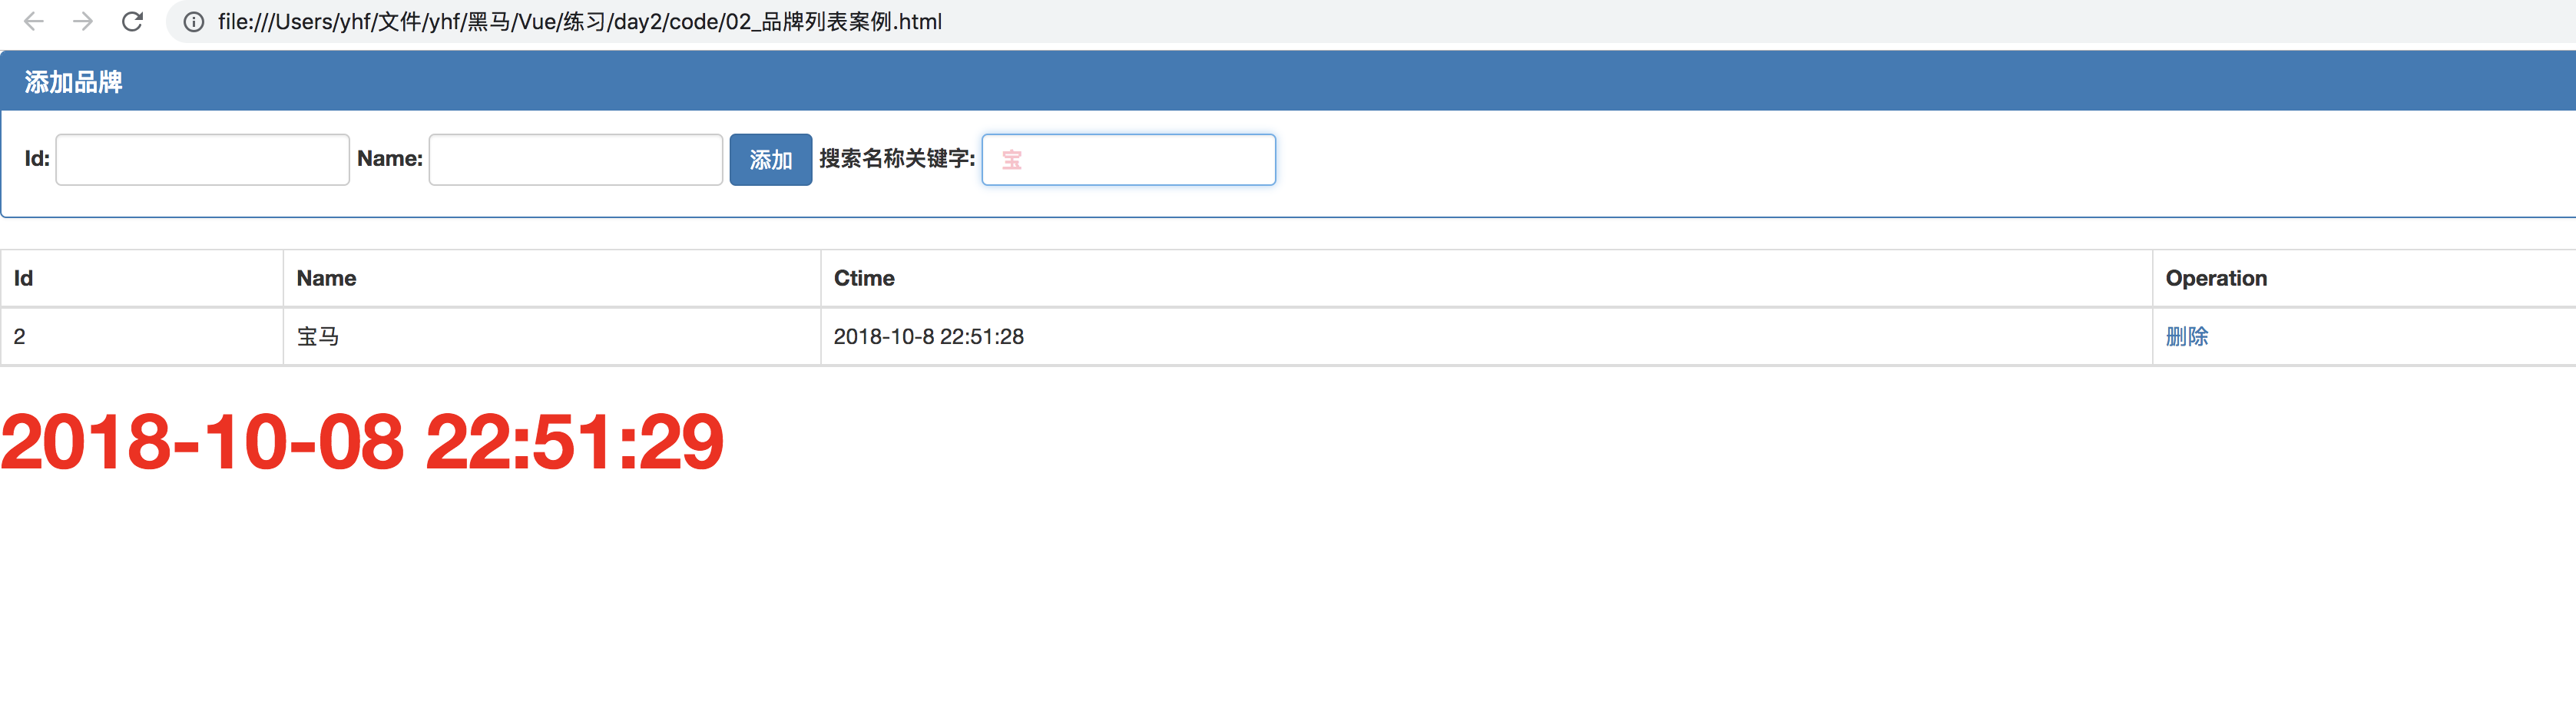 file:///Users/yhf/文件/yhf/黑马/Vue/练习/day2/code/02_品牌列表案例.html
添加品牌
Id: Name: 添加 搜索名称关键字: 宝
Id Name Ctime Operation
2 宝马 2018-10-8 22:51:28 删除
2018-10-08 22:51:29